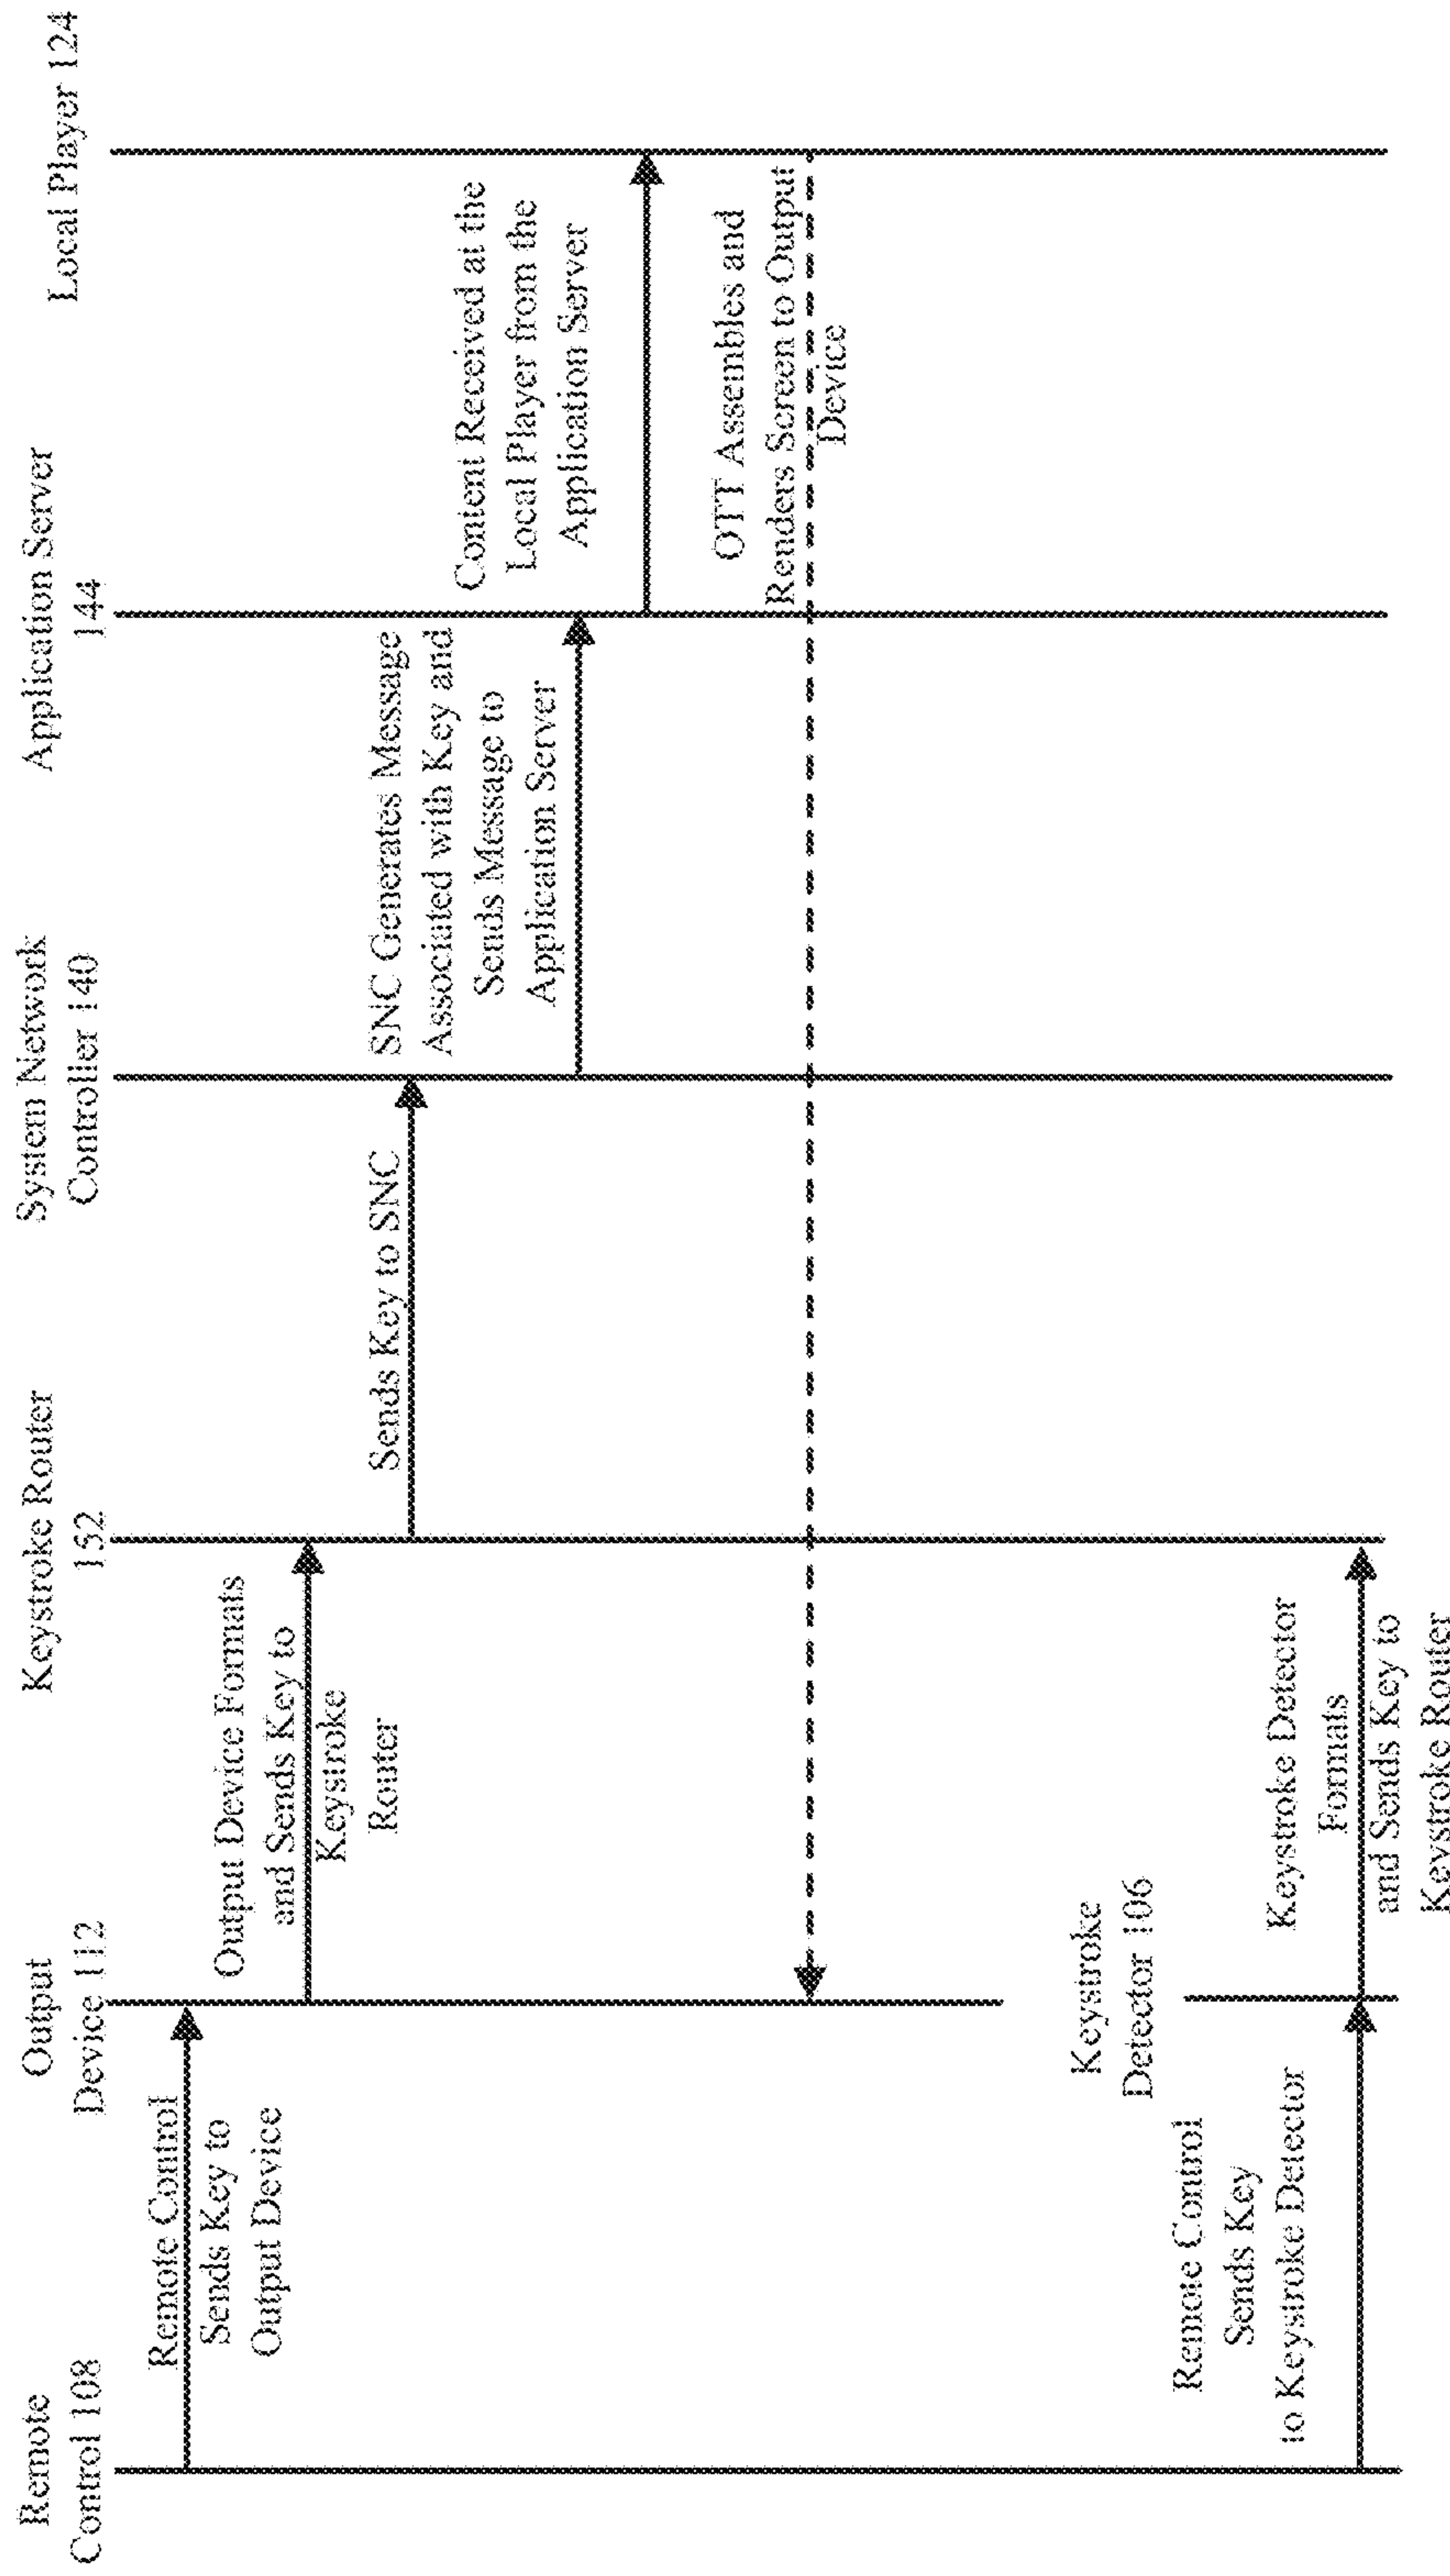 Remote
Control 108
Output
Device 112
Keystroke Router
152
System Network
Controller 140
Application Server
144
Local Player 124
Remote Control
Sends Key to
Output Device
Output Device Formats
and Sends Key to
Keystroke
Router
Sends Key to SNC
SNC Generates Message
Associated with Key and
Sends Message to
Application Server
Content Received at the
Local Player from the
Application Server
OTT Assembles and
Renders Screen to Output
Device
Keystroke
Detector 106
Remote Control
Sends Key
to Keystroke Detector
Keystroke Detector
Formats
and Sends Key to
Keystroke Router